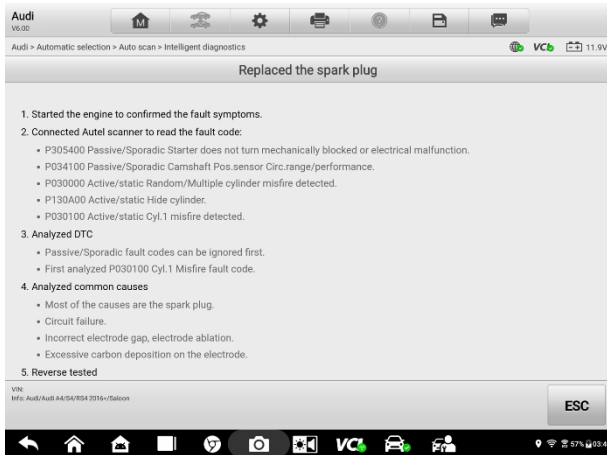 Audi
V6.00
M
?
Audi > Automatic selection > Auto scan > Intelligent diagnostics
VCI
11.9V
Replaced the spark plug
1. Started the engine to confirmed the fault symptoms.
2. Connected Autel scanner to read the fault code:
• P305400 Passive/Sporadic Starter does not turn mechanically blocked or electrical malfunction.
• P034100 Passive/Sporadic Camshaft Pos.sensor Circ.range/performance.
• P030000 Active/static Random/Multiple cylinder misfire detected.
• P130A00 Active/static Hide cylinder.
• P030100 Active/static Cyl.1 misfire detected.
3. Analyzed DTC
• Passive/Sporadic fault codes can be ignored first.
• First analyzed P030100 Cyl.1 Misfire fault code.
4. Analyzed common causes
• Most of the causes are the spark plug.
• Circuit failure.
• Incorrect electrode gap, electrode ablation.
• Excessive carbon deposition on the electrode.
5. Reverse tested
VIN:
Info: Audi/Audi A4/S4/RS4 2016>/Saloon
ESC
VCI
57%
03:4